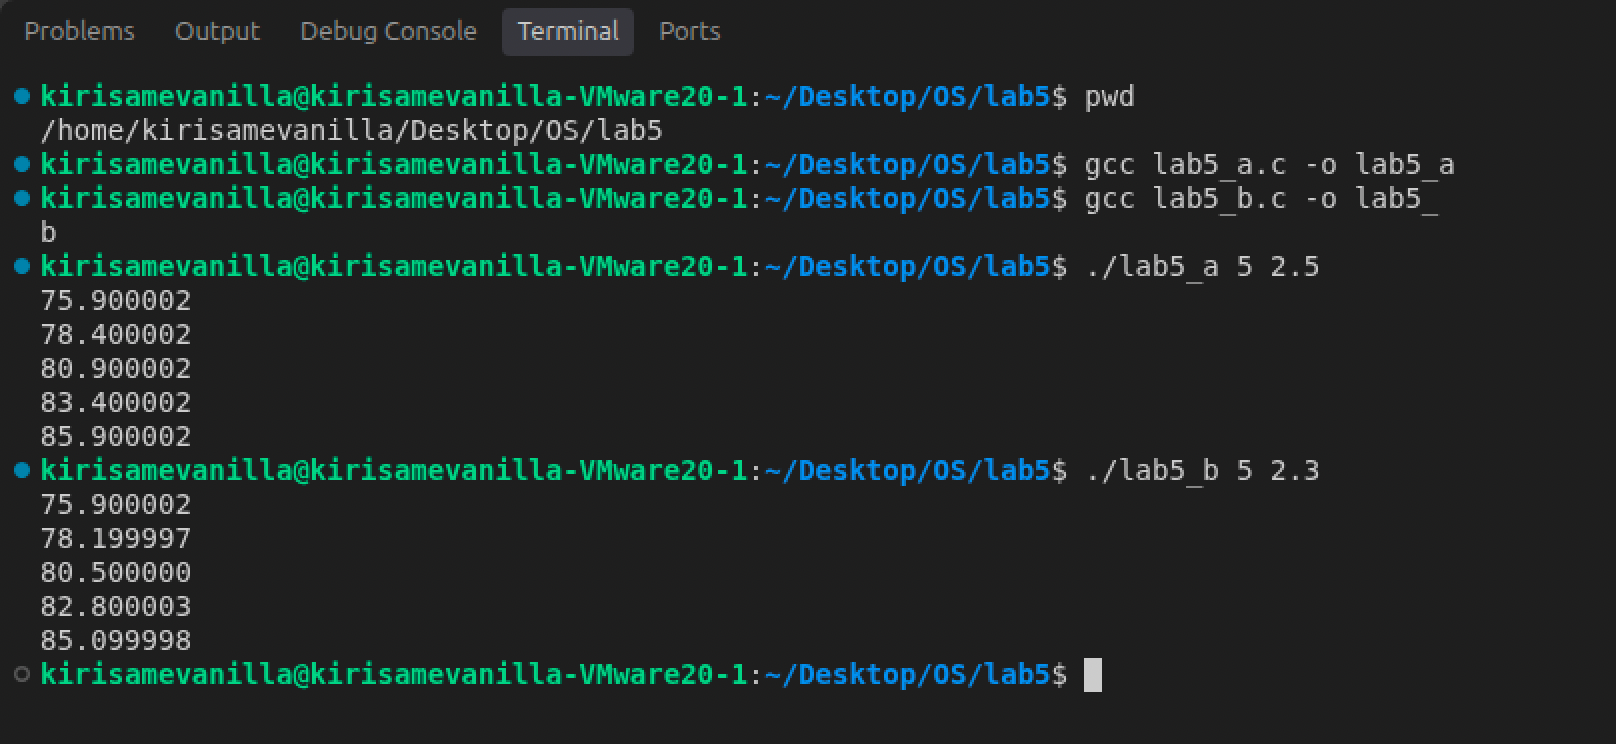 Problems Output Debug Console Terminal Ports
kirisamevanilla@kirisamevanilla-VMware20-1:~/Desktop/OS/lab5$ pwd
/home/kirisamevanilla/Desktop/OS/lab5
kirisamevanilla@kirisamevanilla-VMware20-1:~/Desktop/OS/lab5$ gcc lab5_a.c -o lab5_a
kirisamevanilla@kirisamevanilla-VMware20-1:~/Desktop/OS/lab5$ gcc lab5_b.c -o lab5_
b
kirisamevanilla@kirisamevanilla-VMware20-1:~/Desktop/OS/lab5$ ./lab5_a 5 2.5
75.900002
78.400002
80.900002
83.400002
85.900002
kirisamevanilla@kirisamevanilla-VMware20-1:~/Desktop/OS/lab5$ ./lab5_b 5 2.3
75.900002
78.199997
80.500000
82.800003
85.099998
kirisamevanilla@kirisamevanilla-VMware20-1:~/Desktop/OS/lab5$